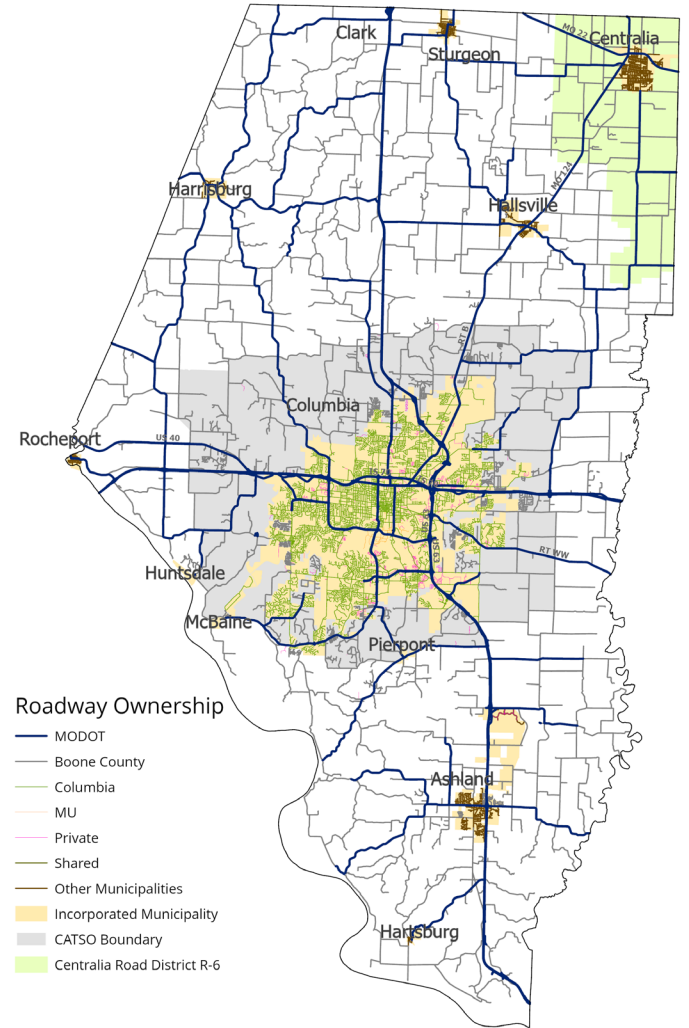 Clark
MO 22
Centralia
Sturgeon
MO 124
Harrisburg
Hallsville
RT B
Columbia
Rocheport
US 40
IS 70
US 63
RT WW
Huntsdale
McBaine
Pierpont
Roadway Ownership
MODOT
Boone County
Columbia
MU
Private
Shared
Other Municipalities
Incorporated Municipality
CATSO Boundary
Centralia Road District R-6
Ashland
Hartsburg